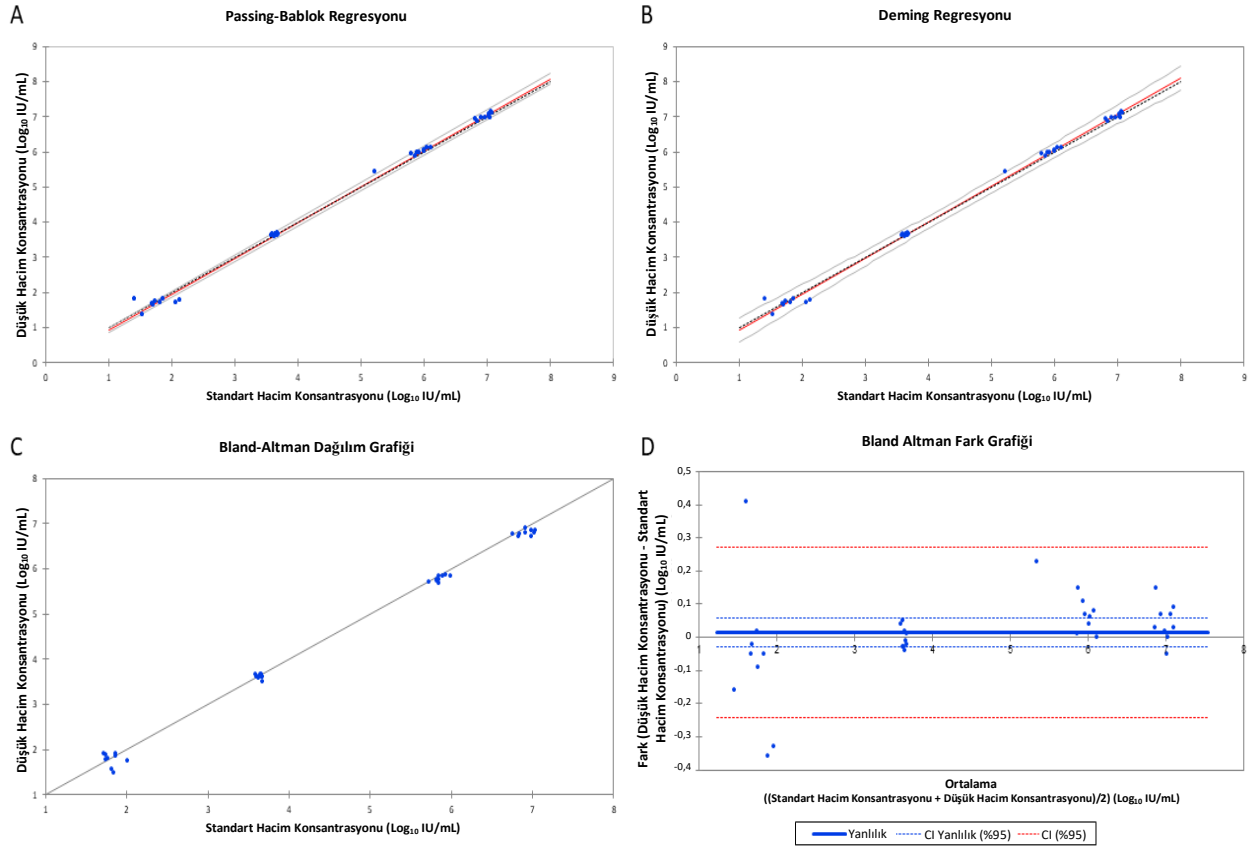 A
Passing-Bablok Regresyonu
Düşük Hacim Konsantrasyonu (Log₁₀ IU/mL)
9
8
7
6
5
4
3
2
1
0
0 1 2 3 4 5 6 7 8 9
Standart Hacim Konsantrasyonu (Log₁₀ IU/mL)
B
Deming Regresyonu
Düşük Hacim Konsantrasyonu (Log₁₀ IU/mL)
9
8
7
6
5
4
3
2
1
0
0 1 2 3 4 5 6 7 8 9
Standart Hacim Konsantrasyonu (Log₁₀ IU/mL)
C
Bland-Altman Dağılım Grafiği
Düşük Hacim Konsantrasyonu (Log₁₀ IU/mL)
8
7
6
5
4
3
2
1
1 2 3 4 5 6 7 8
Standart Hacim Konsantrasyonu (Log₁₀ IU/mL)
D
Bland Altman Fark Grafiği
Fark (Düşük Hacim Konsantrasyonu - Standart
Hacim Konsantrasyonu) (Log₁₀ IU/mL)
0,5
0,4
0,3
0,2
0,1
0
-0,1
-0,2
-0,3
-0,4
1 2 3 4 5 6 7 8
Ortalama
((Standart Hacim Konsantrasyonu + Düşük Hacim Konsantrasyonu)/2) (Log₁₀ IU/mL)
Yanlılık CI Yanlılık (%95) CI (%95)